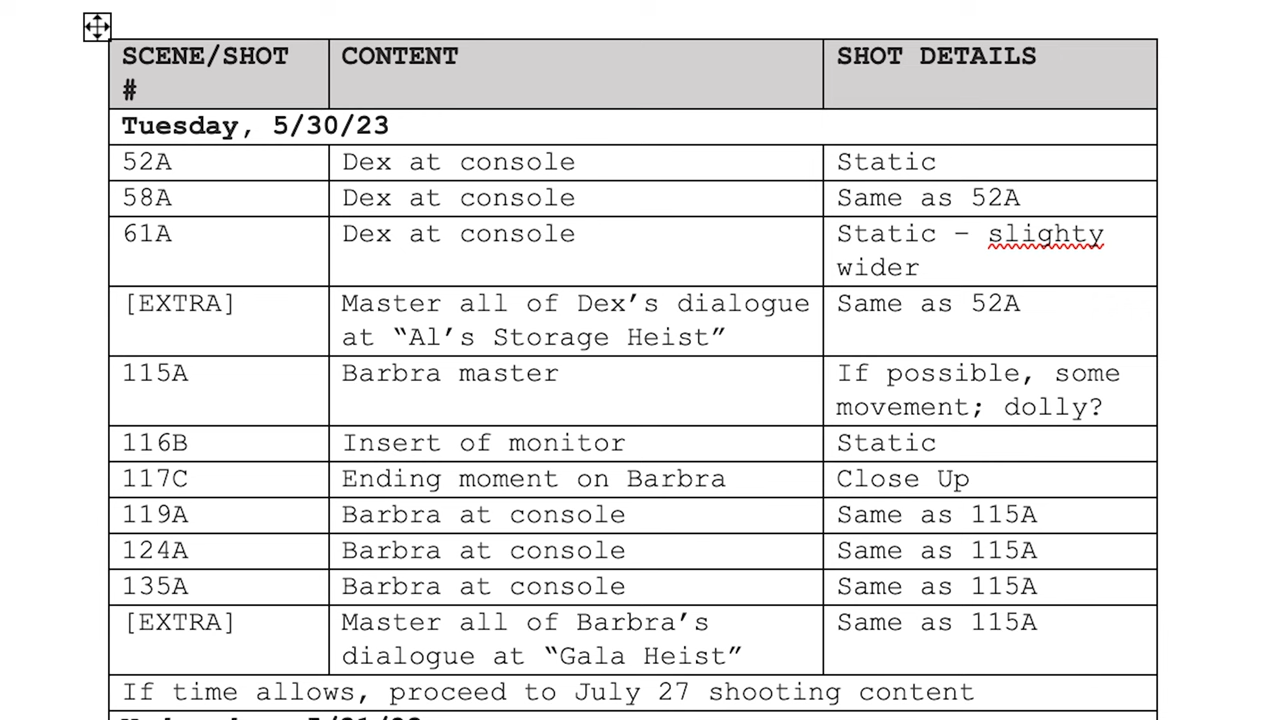 SCENE/SHOT # CONTENT SHOT DETAILS
Tuesday, 5/30/23
52A Dex at console Static
58A Dex at console Same as 52A
61A Dex at console Static – slighty
wider
[EXTRA] Master all of Dex’s dialogue Same as 52A
at “Al’s Storage Heist”
115A Barbra master If possible, some
movement; dolly?
116B Insert of monitor Static
117C Ending moment on Barbra Close Up
119A Barbra at console Same as 115A
124A Barbra at console Same as 115A
135A Barbra at console Same as 115A
[EXTRA] Master all of Barbra’s Same as 115A
dialogue at “Gala Heist”
If time allows, proceed to July 27 shooting content